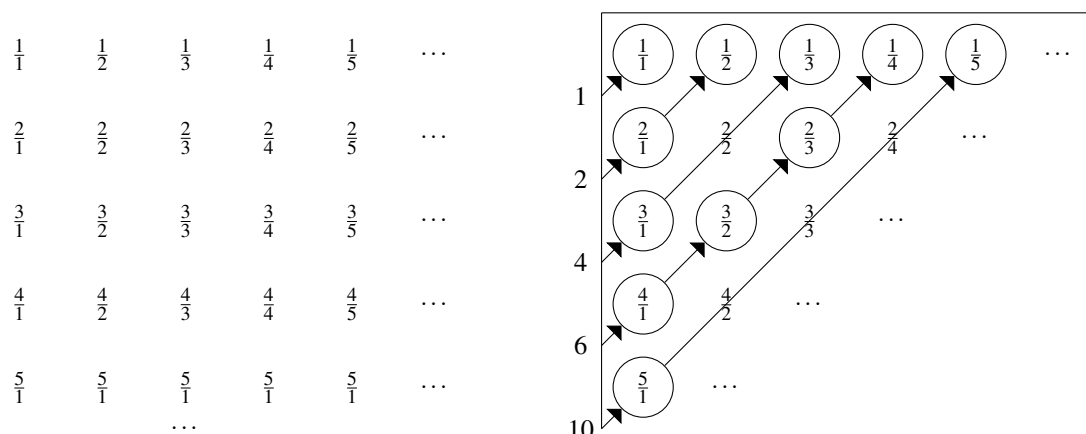 1/1 1/2 1/3 1/4 1/5 ⋯
2/1 2/2 2/3 2/4 2/5 ⋯
3/1 3/2 3/3 3/4 3/5 ⋯
4/1 4/2 4/3 4/4 4/5 ⋯
5/1 5/1 5/1 5/1 5/1 ⋯
⋯
1/1 1/2 1/3 1/4 1/5 ⋯
1
2/1 2/2 2/3 2/4 ⋯
2
3/1 3/2 3/3 ⋯
4
4/1 4/2 ⋯
6
5/1 ⋯
10